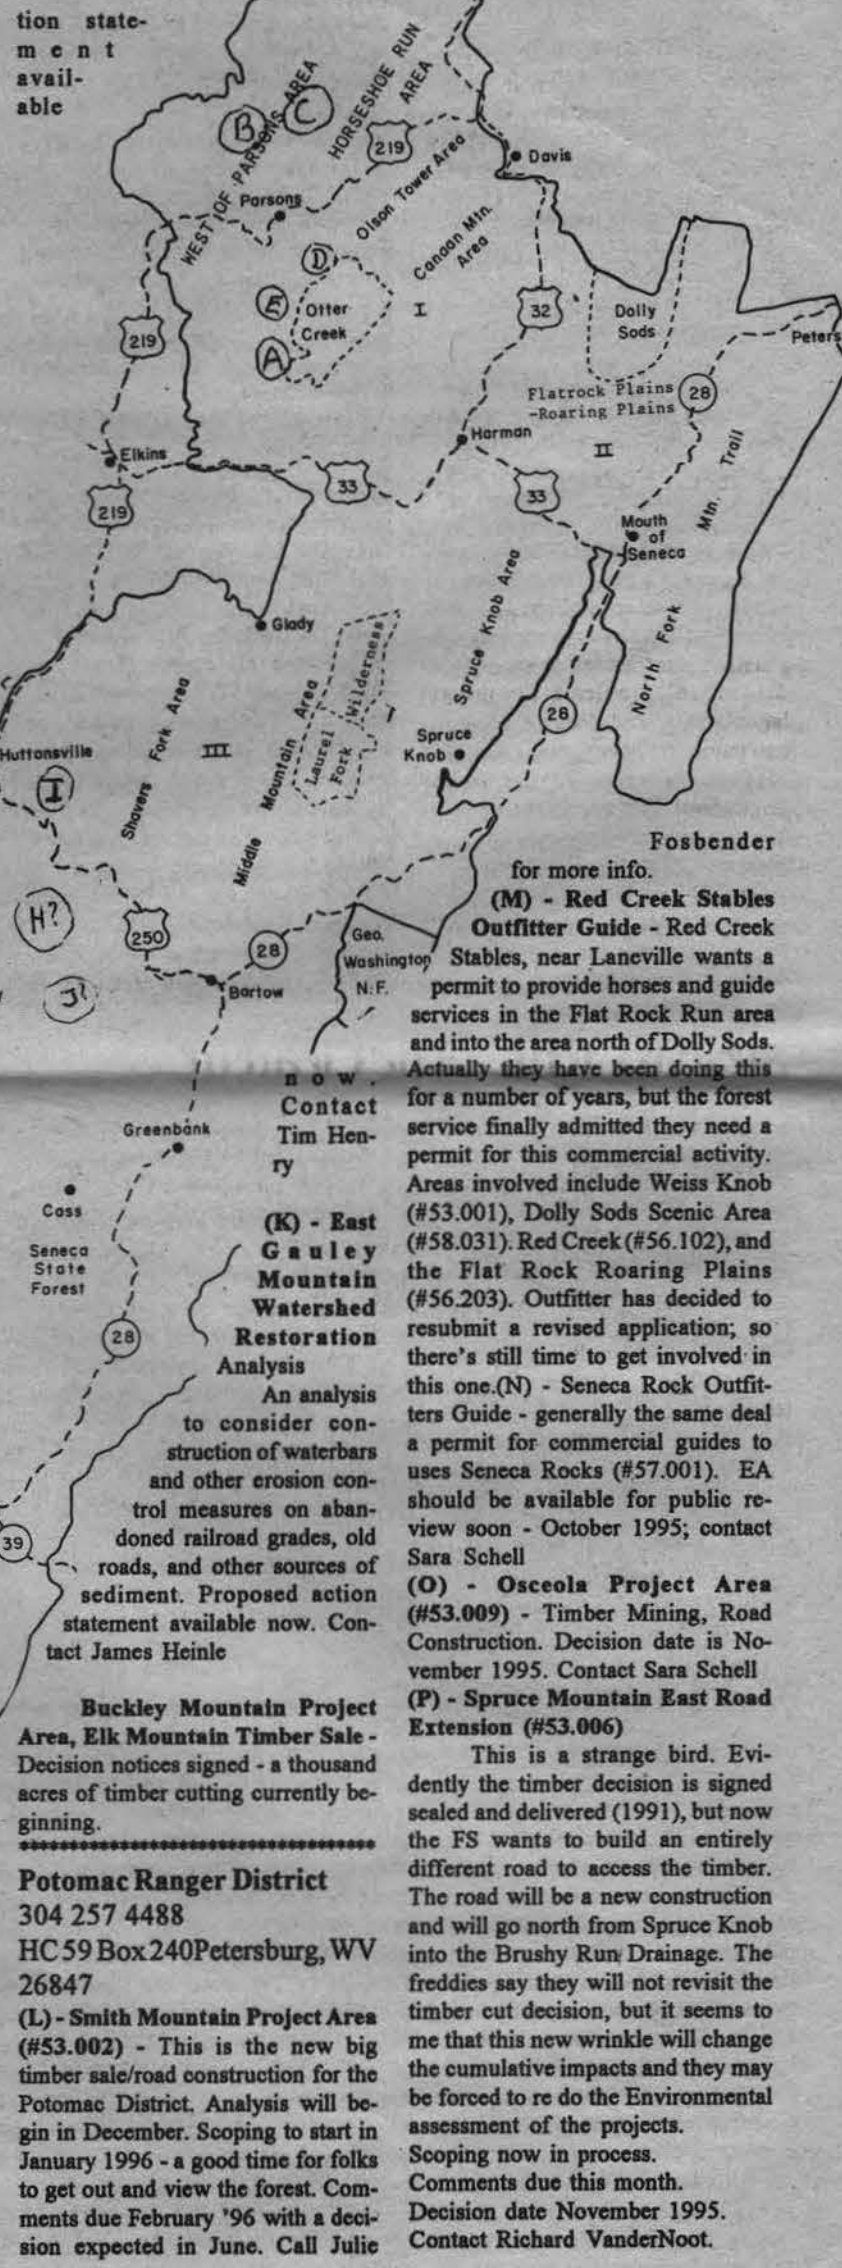 tion state-
m e n t
avail-
able
WEST OF PARSONS AREA
HORSESHOE RUN
AREA
B
C
219
Davis
Olson Tower Area
Parsons
Canaan Mtn.
Area
D
E
Otter
Creek
I
32
Dolly
Sods
A
219
Peters
Flatrock Plains
-Roaring Plains
28
Harman
II
Elkins
33
33
219
Mtn. Trail
Mouth
of
Seneca
Spruce Knob Area
North Fork
Glady
Wilderness
Shavers Fork Area
III
Middle Mountain Area
Laurel
Fork
28
Spruce
Knob
Huttonsville
I
H?
J?
250
28
Geo.
Washington
N.F.
Bartow
Greenbank
Cass
Seneca
State
Forest
28
39
n o w .
Contact
Tim Hen-
ry
(K) - East
Gauley
Mountain
Watershed
Restoration
Analysis
An analysis
to consider con-
struction of waterbars
and other erosion con-
trol measures on aban-
doned railroad grades, old
roads, and other sources of
sediment. Proposed action
statement available now. Con-
tact James Heinle
Buckley Mountain Project
Area, Elk Mountain Timber Sale -
Decision notices signed - a thousand
acres of timber cutting currently be-
ginning.
************************************
Potomac Ranger District
304 257 4488
HC 59 Box 240Petersburg, WV
26847
(L) - Smith Mountain Project Area
(#53.002) - This is the new big
timber sale/road construction for the
Potomac District. Analysis will be-
gin in December. Scoping to start in
January 1996 - a good time for folks
to get out and view the forest. Com-
ments due February '96 with a deci-
sion expected in June. Call Julie
Fosbender
for more info.
(M) - Red Creek Stables
Outfitter Guide - Red Creek
Stables, near Laneville wants a
permit to provide horses and guide
services in the Flat Rock Run area
and into the area north of Dolly Sods.
Actually they have been doing this
for a number of years, but the forest
service finally admitted they need a
permit for this commercial activity.
Areas involved include Weiss Knob
(#53.001), Dolly Sods Scenic Area
(#58.031). Red Creek (#56.102), and
the Flat Rock Roaring Plains
(#56.203). Outfitter has decided to
resubmit a revised application; so
there's still time to get involved in
this one.(N) - Seneca Rock Outfit-
ters Guide - generally the same deal
a permit for commercial guides to
uses Seneca Rocks (#57.001). EA
should be available for public re-
view soon - October 1995; contact
Sara Schell
(O) - Osceola Project Area
(#53.009) - Timber Mining, Road
Construction. Decision date is No-
vember 1995. Contact Sara Schell
(P) - Spruce Mountain East Road
Extension (#53.006)
This is a strange bird. Evi-
dently the timber decision is signed
sealed and delivered (1991), but now
the FS wants to build an entirely
different road to access the timber.
The road will be a new construction
and will go north from Spruce Knob
into the Brushy Run Drainage. The
freddies say they will not revisit the
timber cut decision, but it seems to
me that this new wrinkle will change
the cumulative impacts and they may
be forced to re do the Environmental
assessment of the projects.
Scoping now in process.
Comments due this month.
Decision date November 1995.
Contact Richard VanderNoot.